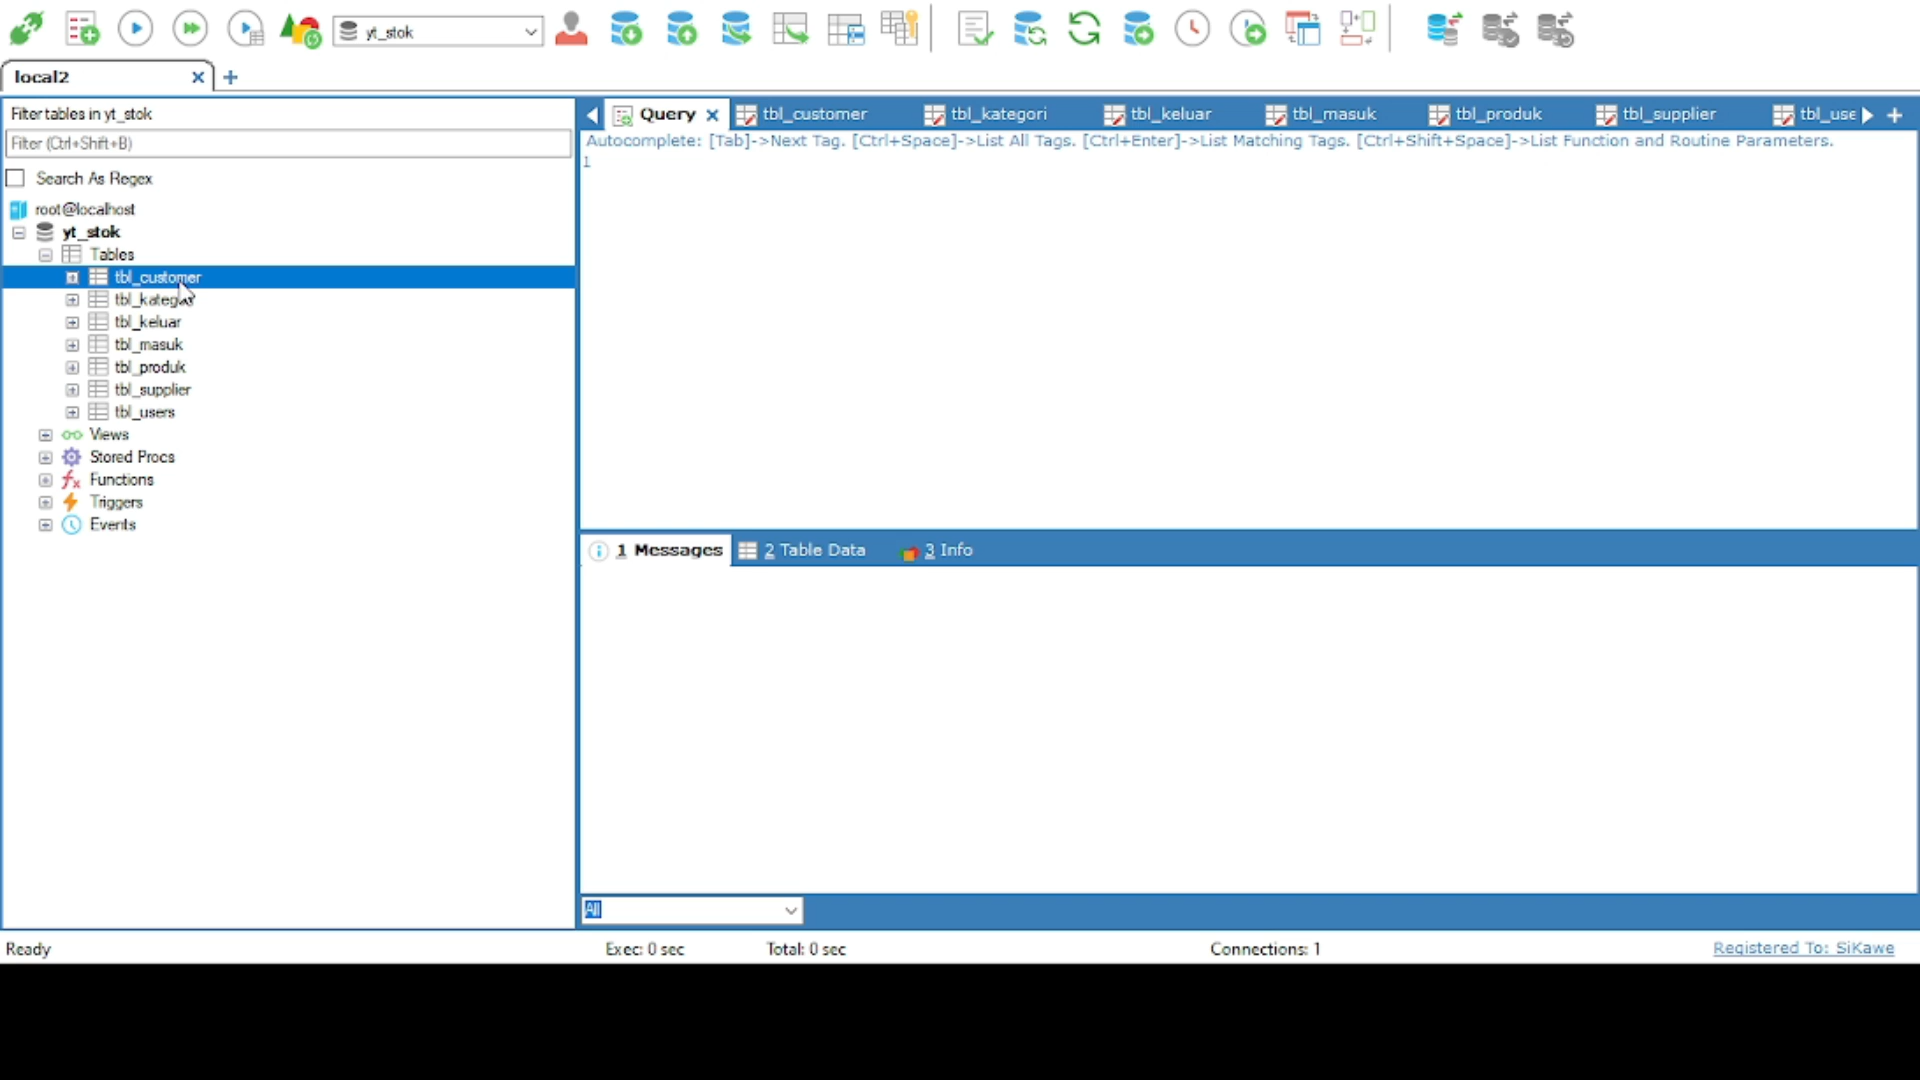 yt_stok
local2
Filter tables in yt_stok
Filter (Ctrl+Shift+B)
Search As Regex
root@localhost
yt_stok
Tables
tbl_customer
tbl_keluar
tbl_masuk
tbl_produk
tbl_supplier
tbl_users
Views
Stored Procs
Functions
Triggers
Events
Query tbl_customer tbl_kategori tbl_keluar tbl_masuk tbl_produk tbl_supplier tbl_use
Autocomplete: [Tab]->Next Tag. [Ctrl+Space]->List All Tags. [Ctrl+Enter]->List Matching Tags. [Ctrl+Shift+Space]->List Function and Routine Parameters.
1
1 Messages 2 Table Data 3 Info
All
Ready Exec: 0 sec Total: 0 sec Connections: 1 Registered To: SiKawe